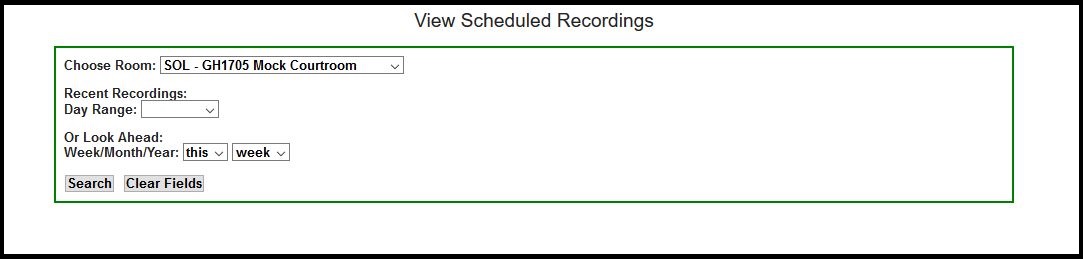 View Scheduled Recordings
Choose Room: SOL - GH1705 Mock Courtroom
Recent Recordings:
Day Range:
Or Look Ahead:
Week/Month/Year: this week
Search Clear Fields